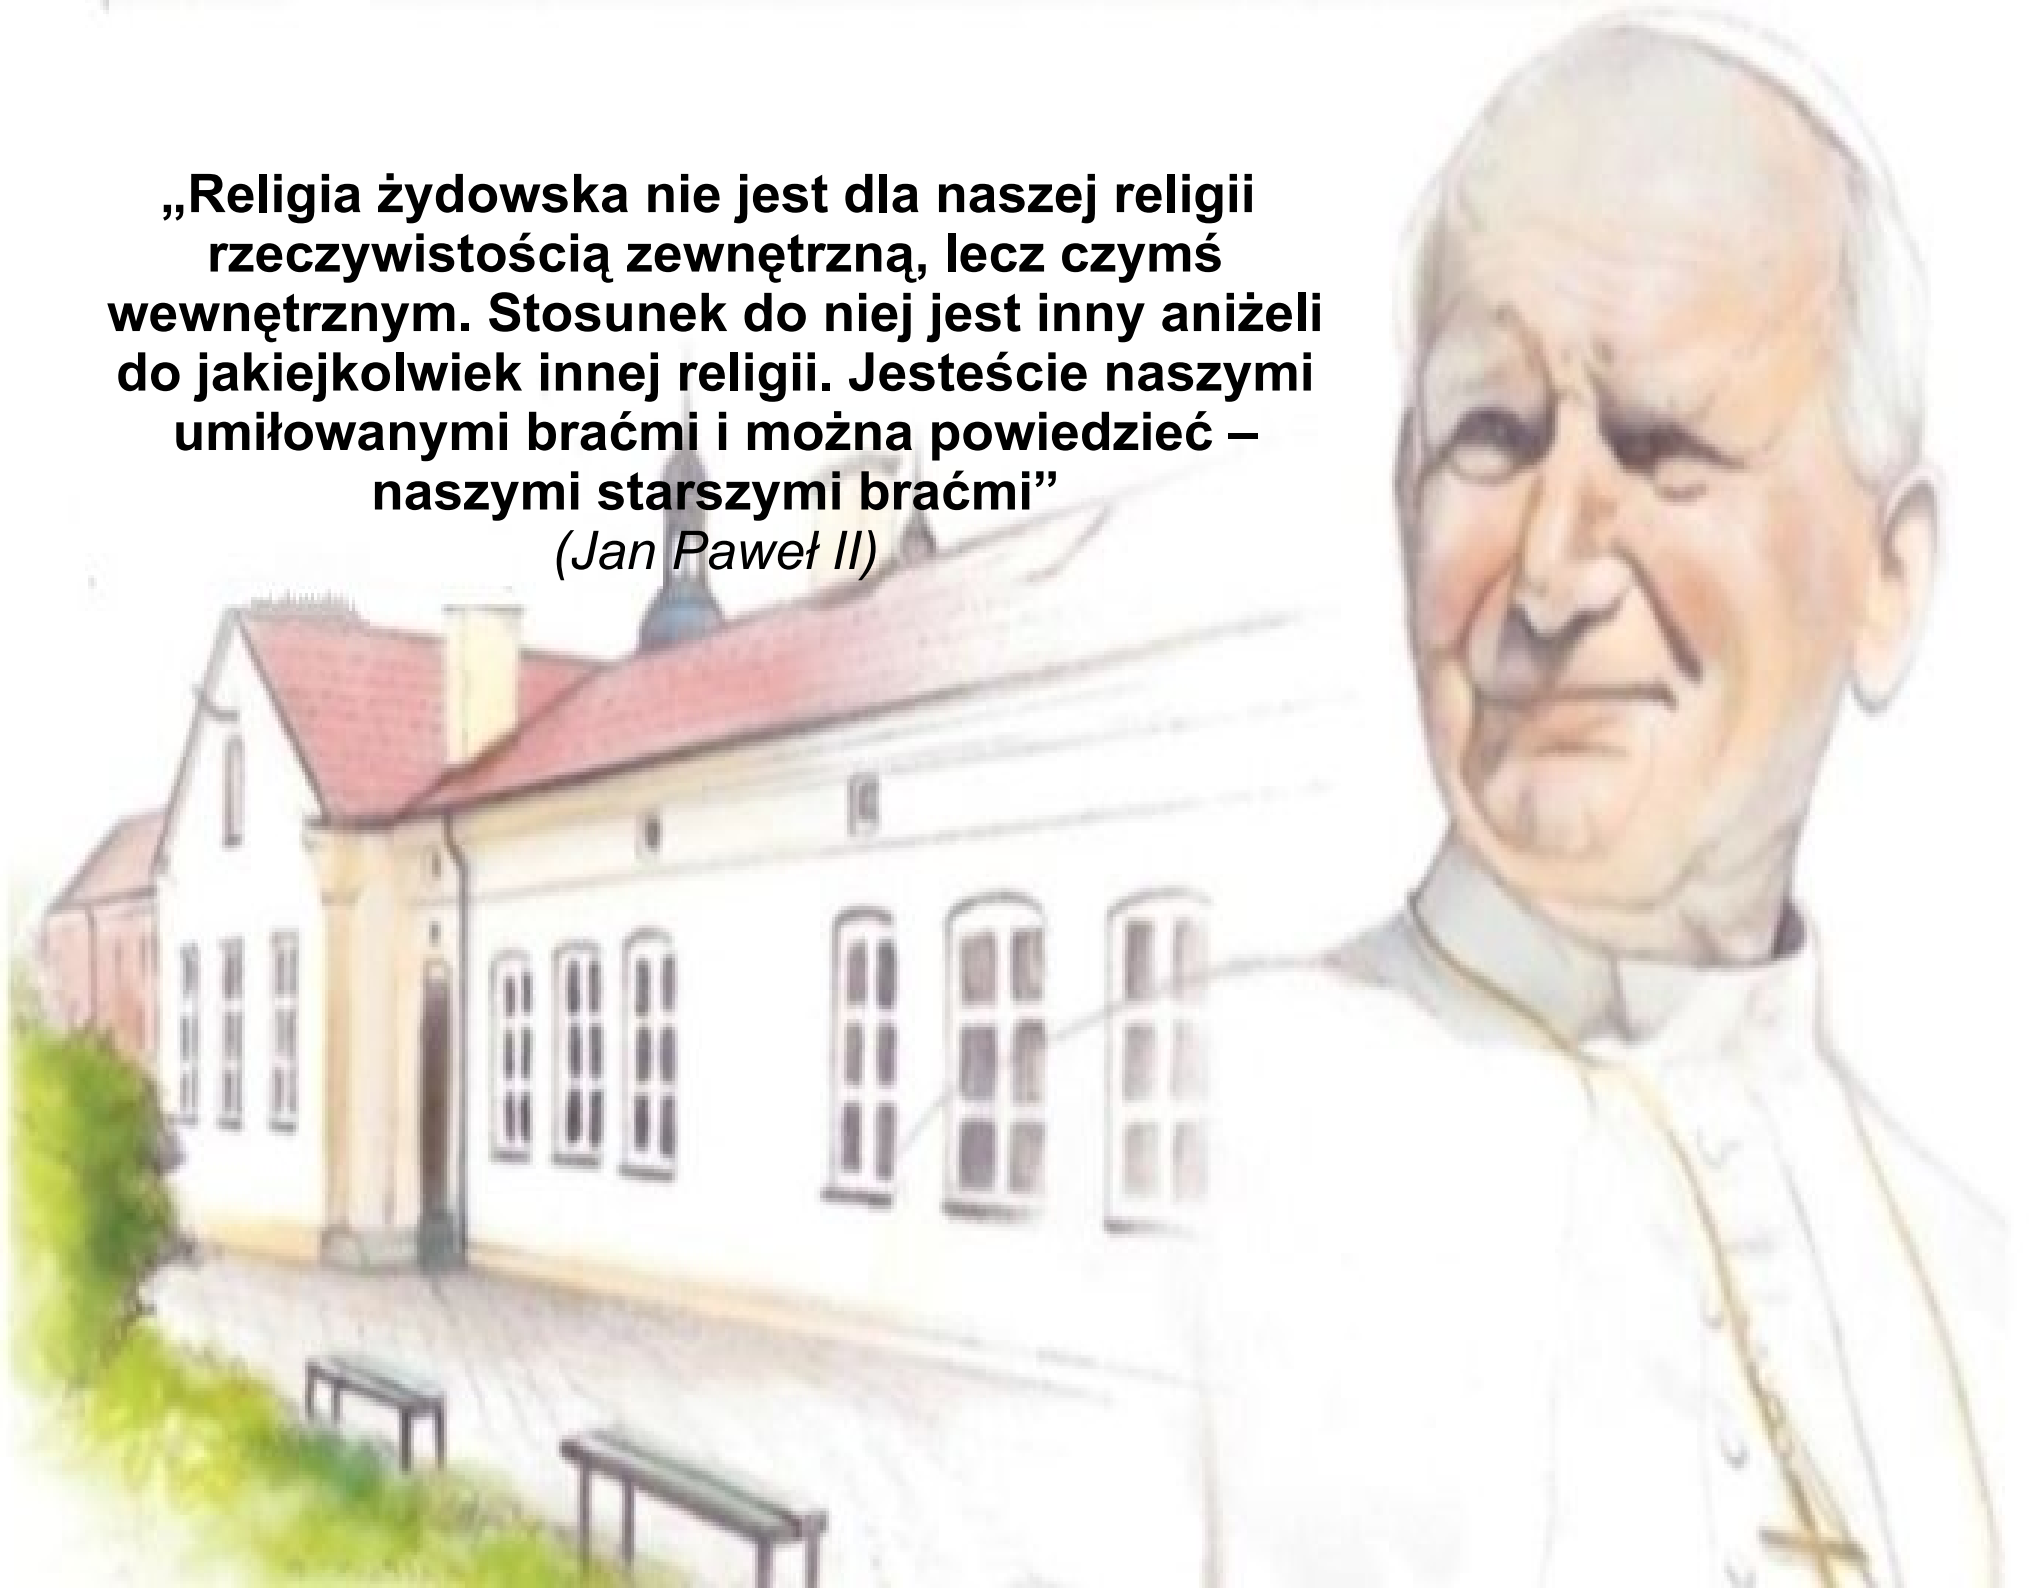 „Religia żydowska nie jest dla naszej religii
rzeczywistością zewnętrzną, lecz czymś
wewnętrznym. Stosunek do niej jest inny aniżeli
do jakiejkolwiek innej religii. Jesteście naszymi
umiłowanymi braćmi i można powiedzieć –
naszymi starszymi braćmi”
(Jan Paweł II)